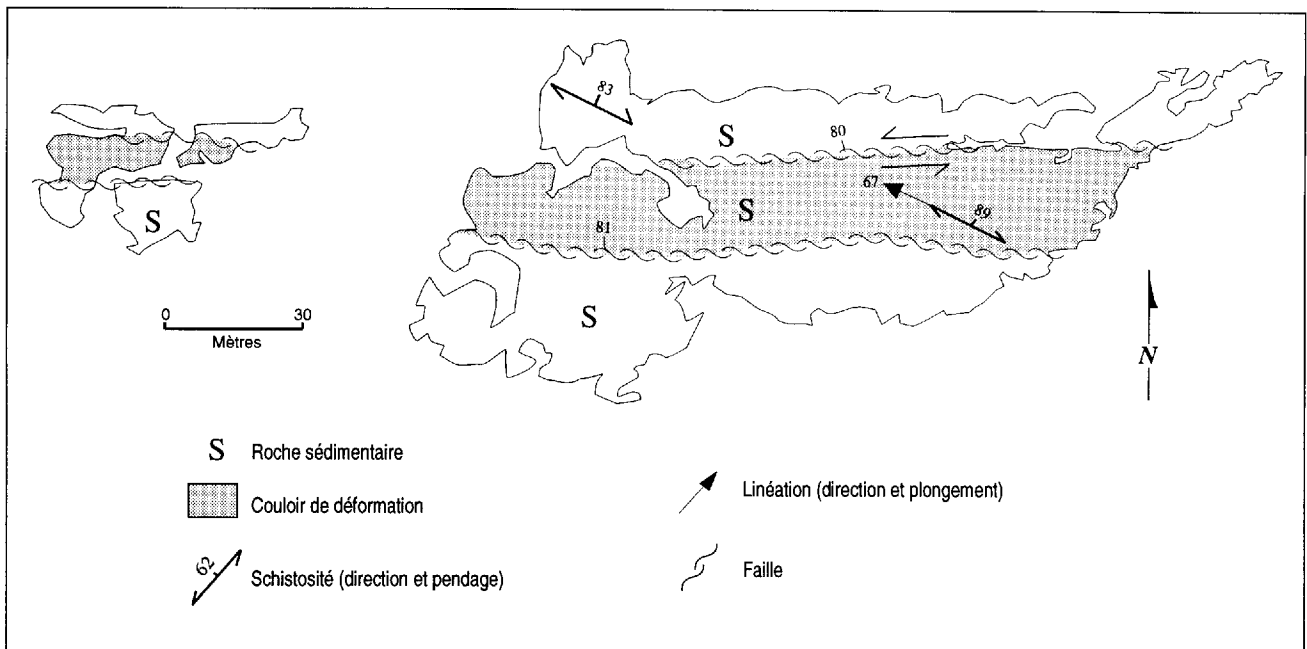 83
S
80
67
S
89
81
S
S
0 30
Mètres
N
S Roche sédimentaire
Couloir de déformation
62 Schistosité (direction et pendage)
Linéation (direction et plongement)
Faille